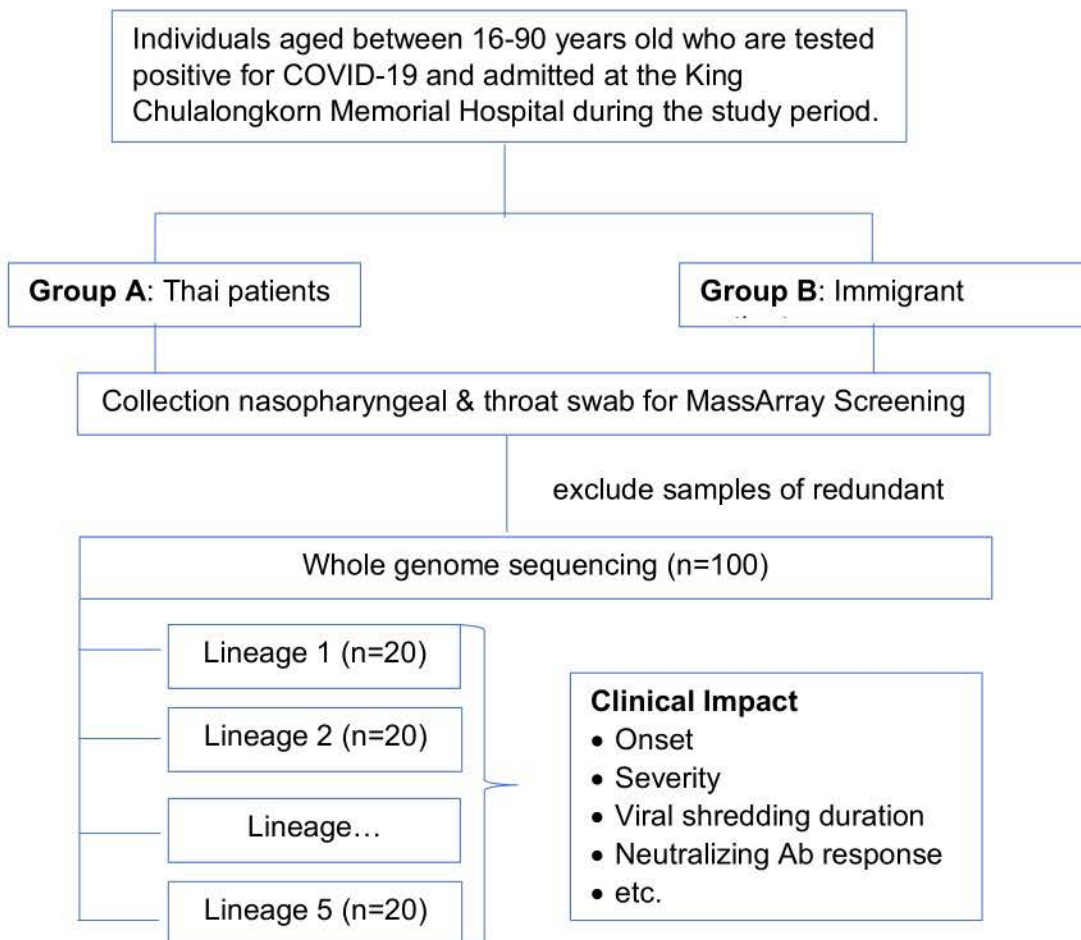 Individuals aged between 16-90 years old who are tested
positive for COVID-19 and admitted at the King
Chulalongkorn Memorial Hospital during the study period.
Group A: Thai patients
Group B: Immigrant
Collection nasopharyngeal & throat swab for MassArray Screening
exclude samples of redundant
Whole genome sequencing (n=100)
Lineage 1 (n=20)
Lineage 2 (n=20)
Lineage…
Lineage 5 (n=20)
Clinical Impact
• Onset
• Severity
• Viral shredding duration
• Neutralizing Ab response
• etc.